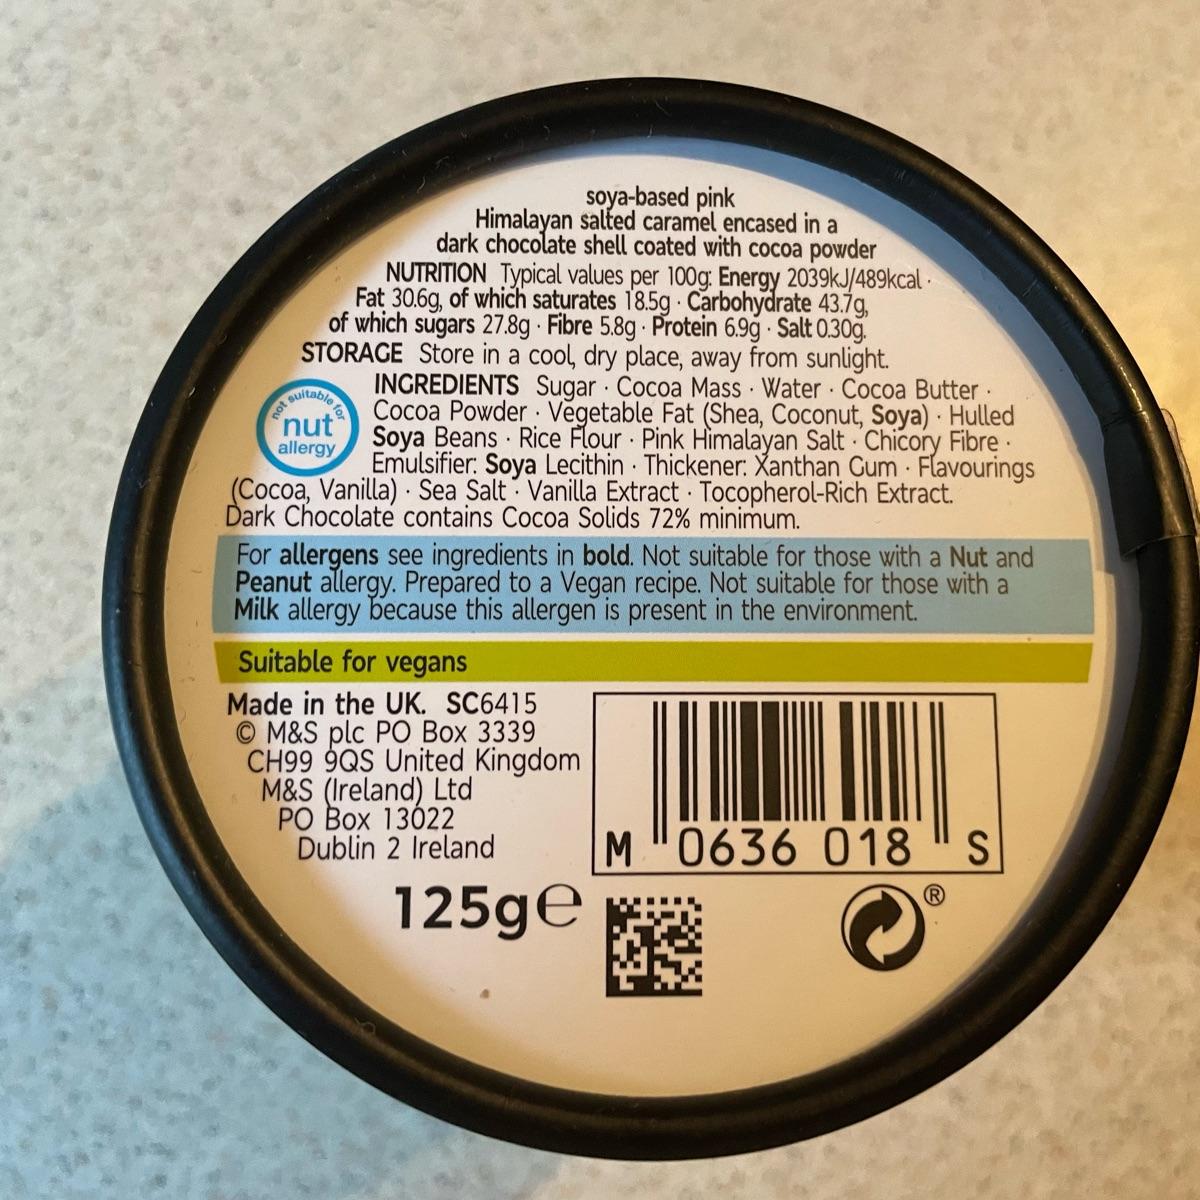 soya-based pink
Himalayan salted caramel encased in a
dark chocolate shell coated with cocoa powder
NUTRITION Typical values per 100g: Energy 2039kJ/489kcal ·
Fat 30.6g, of which saturates 18.5g · Carbohydrate 43.7g,
of which sugars 27.8g · Fibre 5.8g · Protein 6.9g · Salt 0.30g.
STORAGE Store in a cool, dry place, away from sunlight.
not suitable for
nut
allergy
INGREDIENTS Sugar · Cocoa Mass · Water · Cocoa Butter ·
Cocoa Powder · Vegetable Fat (Shea, Coconut, Soya) · Hulled
Soya Beans · Rice Flour · Pink Himalayan Salt · Chicory Fibre ·
Emulsifier: Soya Lecithin · Thickener: Xanthan Gum · Flavourings
(Cocoa, Vanilla) · Sea Salt · Vanilla Extract · Tocopherol-Rich Extract.
Dark Chocolate contains Cocoa Solids 72% minimum.
For allergens see ingredients in bold. Not suitable for those with a Nut and
Peanut allergy. Prepared to a Vegan recipe. Not suitable for those with a
Milk allergy because this allergen is present in the environment.
Suitable for vegans
Made in the UK. SC6415
© M&S plc PO Box 3339
CH99 9QS United Kingdom
M&S (Ireland) Ltd
PO Box 13022
Dublin 2 Ireland
M 0636 018 S
125g℮
®